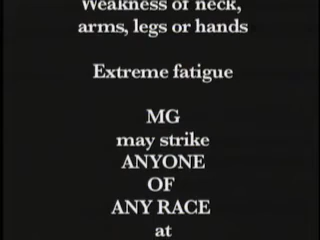 Weakness of neck,
arms, legs or hands
Extreme fatigue
MG
may strike
ANYONE
OF
ANY RACE
at